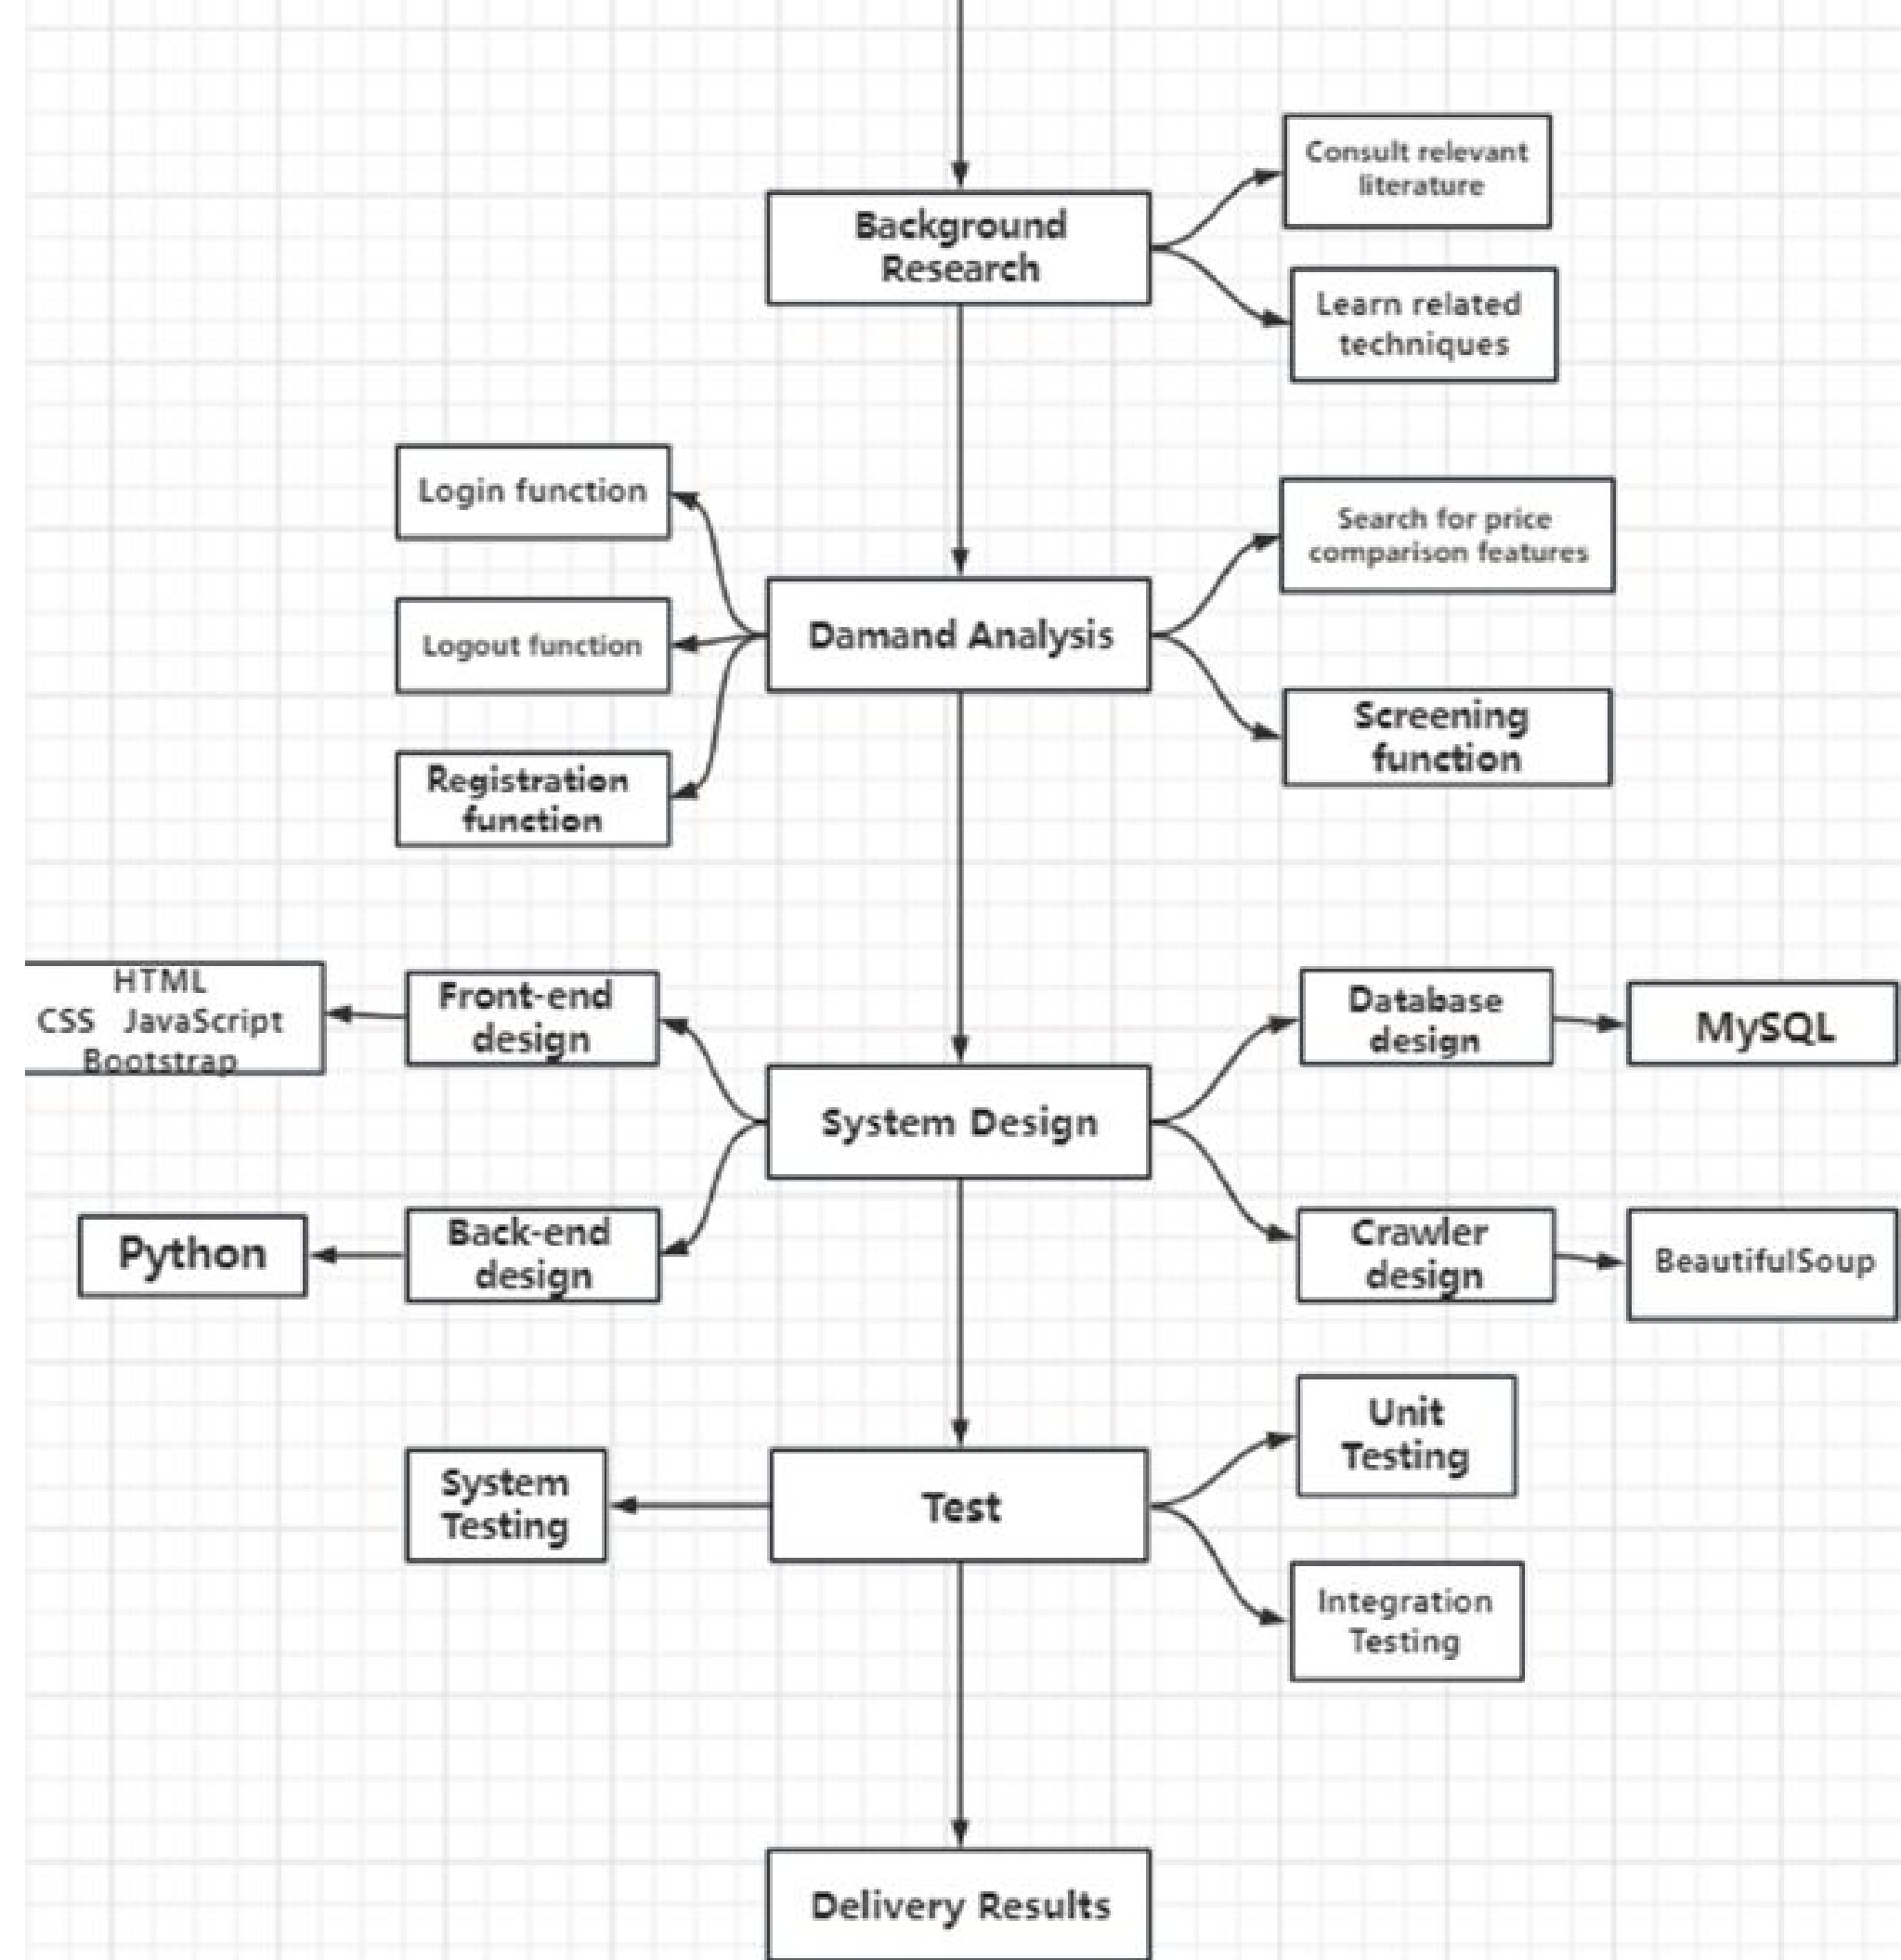 Consult relevant
literature
Background
Research
Learn related
techniques
Login function
Search for price
comparison features
Logout function
Damand Analysis
Registration
function
Screening
function
HTML
CSS JavaScript
Bootstrap
Front-end
design
Database
design
MySQL
System Design
Python
Back-end
design
Crawler
design
BeautifulSoup
System
Testing
Test
Unit
Testing
Integration
Testing
Delivery Results